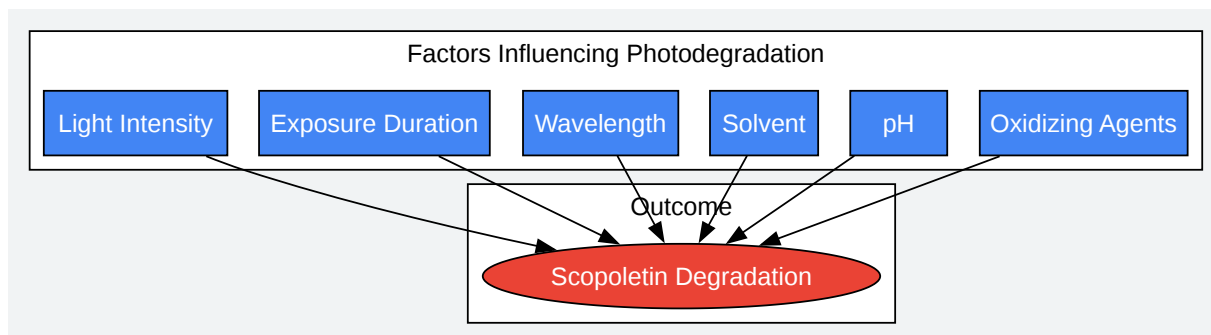 Factors Influencing Photodegradation
Light Intensity
Exposure Duration
Wavelength
Solvent
pH
Oxidizing Agents
Outcome
Scopoletin Degradation